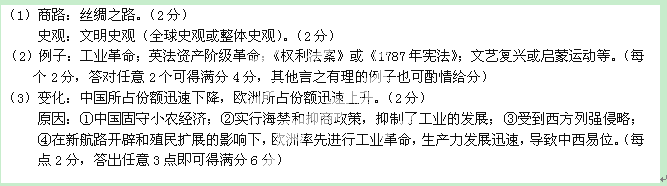 （1）商路：丝绸之路。（2分）
史观：文明史观（全球史观或整体史观）。（2分）
（2）例子：工业革命；英法资产阶级革命；《权利法案》或《1787年宪法》；文艺复兴或启蒙运动等。（每
个2分，答对任意2个可得满分4分，其他言之有理的例子也可酌情给分）
（3）变化：中国所占份额迅速下降，欧洲所占份额迅速上升。（2分）
原因：①中国固守小农经济；②实行海禁和抑商政策，抑制了工业的发展；③受到西方列强侵略；
④在新航路开辟和殖民扩展的影响下，欧洲率先进行工业革命，生产力发展迅速，导致中西易位。（每
点2分，答出任意3点即可得满分6分）